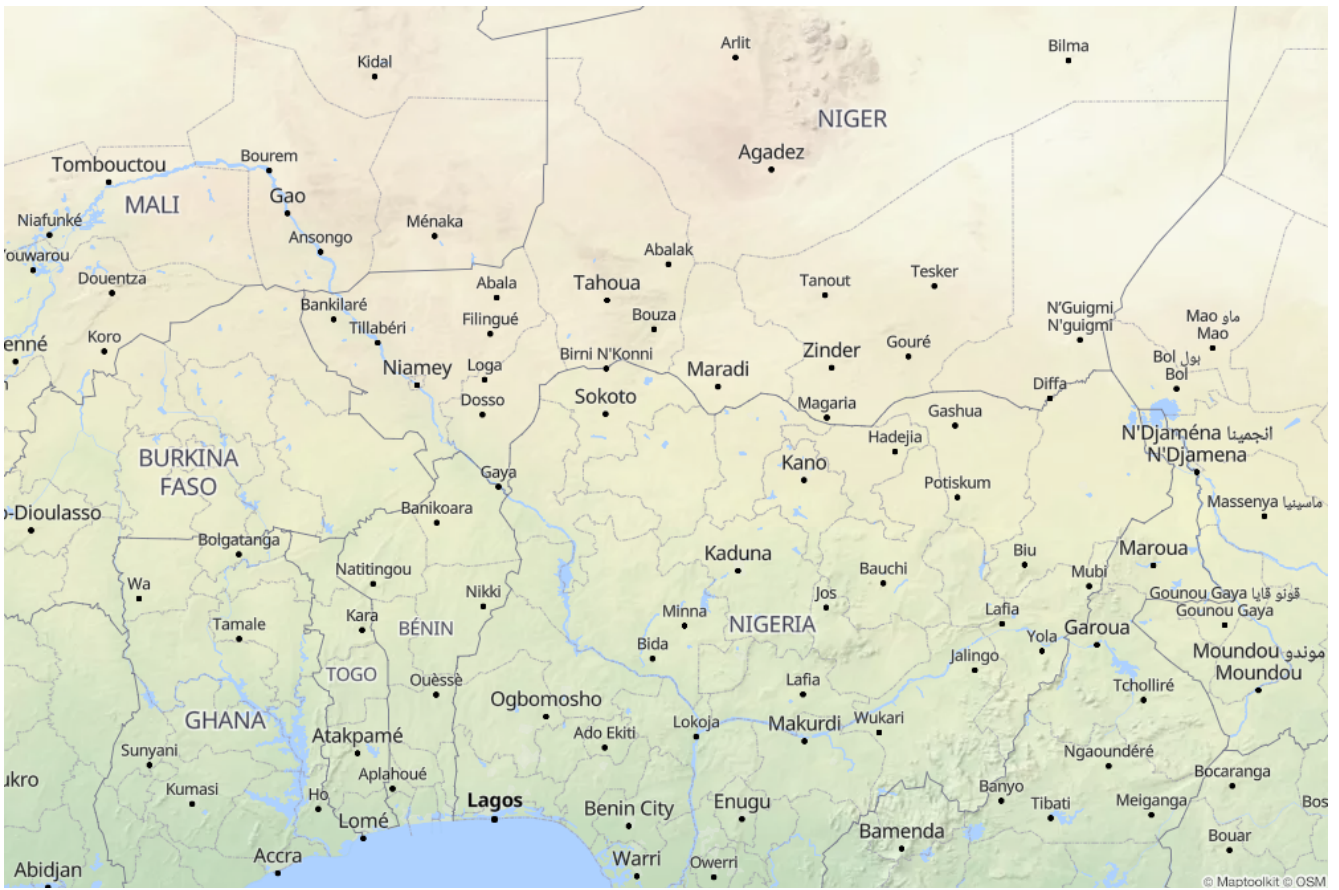 Arlit
Bilma
Kidal
NIGER
Agadez
Bourem
Tombouctou
Gao
MALI
Niafunké
Ménaka
Ansongo
Abalak
Youwarou
Douentza
Abala
Tahoua
Tanout
Tesker
Bankilaré
N'Guigmi
N'guigmi
Filingué
Bouza
Tillabéri
Mao ماو
Mao
Koro
enné
Birni N'Konni
Zinder
Gouré
Bol بول
Bol
Niamey
Loga
Maradi
n
Diffa
Dosso
Sokoto
Magaria
Gashua
Hadejia
N'Djaména انجمينا
N'Djamena
BURKINA
FASO
Gaya
Kano
Potiskum
Massenya ماسينيا
o-Dioulasso
Banikoara
Bolgatanga
Kaduna
Biu
Maroua
Natitingou
Bauchi
Mubi
Wa
Nikki
Jos
Gounou Gaya قونو قايا
Gounou Gaya
Kara
Minna
Lafia
Tamale
BÉNIN
NIGERIA
Garoua
Bida
Yola
Jalingo
Moundou موندو
Moundou
TOGO
Ouèssè
Lafia
Tcholliré
Ogbomosho
GHANA
Lokoja
Makurdi
Wukari
Atakpamé
Ado Ekiti
Sunyani
Ngaoundéré
ukro
Aplahoué
Bocaranga
Kumasi
Ho
Lagos
Benin City
Enugu
Banyo
Tibati
Meiganga
Bos
Lomé
Bamenda
Bouar
Accra
Warri
Owerri
Abidjan
© Maptoolkit © OSM